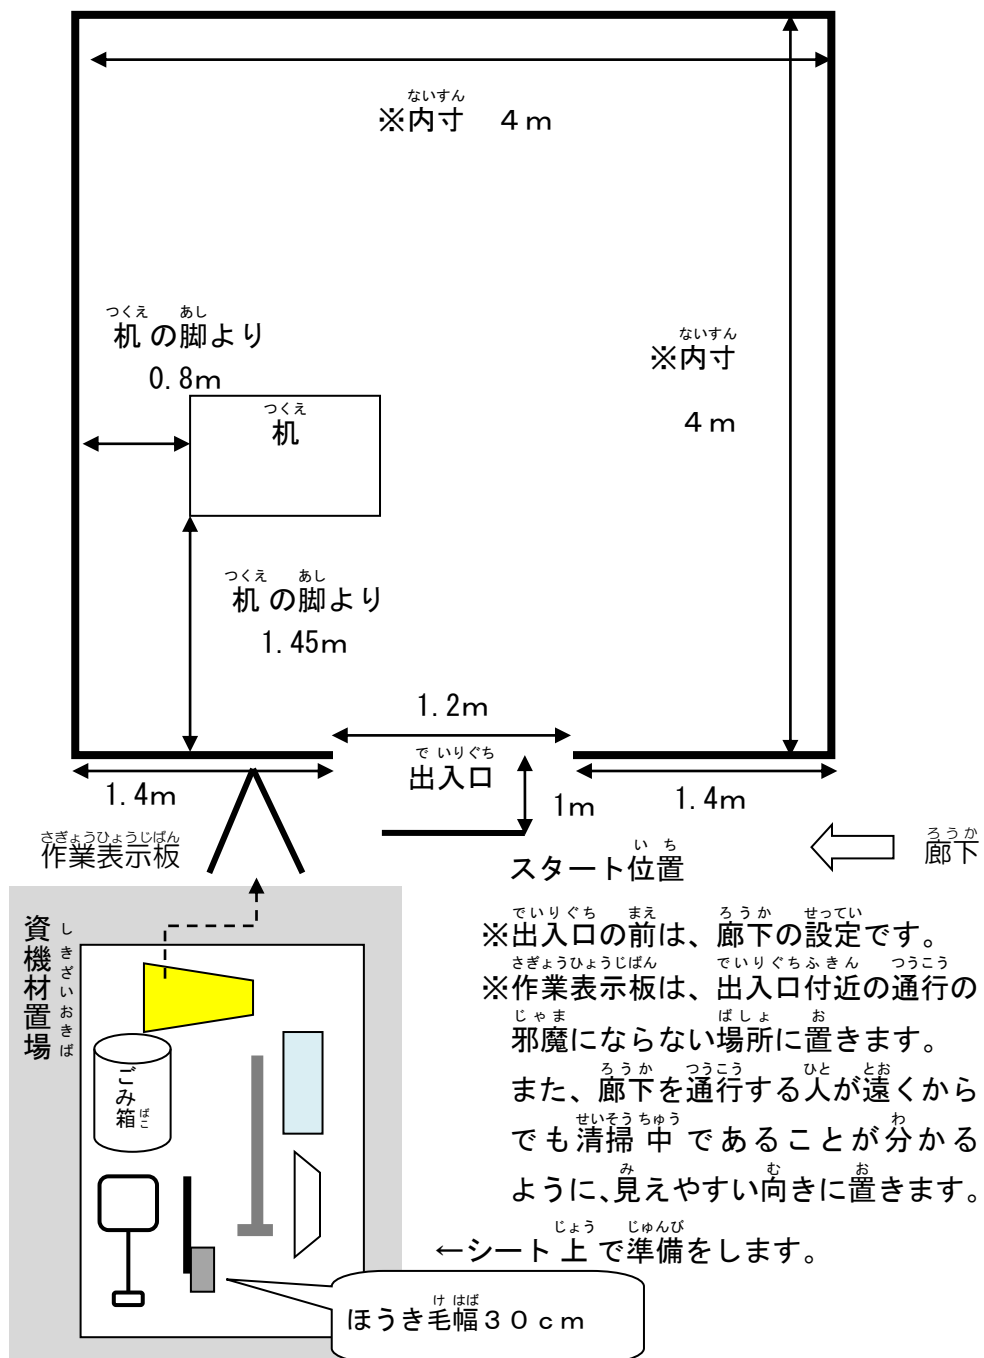 ※内寸 ４ｍ
机の脚より
0.8m
机
※内寸
４ｍ
机の脚より
1.45m
1.2m
出入口
1.4m
1m
1.4m
作業表示板
スタート位置
廊下
※出入口の前は、廊下の設定です。
※作業表示板は、出入口付近の通行の
邪魔にならない場所に置きます。
また、廊下を通行する人が遠くから
でも清掃中であることが分かる
ように、見えやすい向きに置きます。
資機材置場
ごみ箱
←シート上で準備をします。
ほうき毛幅３０ｃｍ